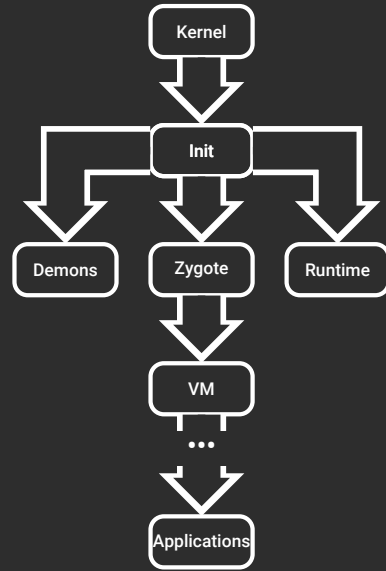 Kernel
Init
Demons
Zygote
Runtime
VM
...
Applications